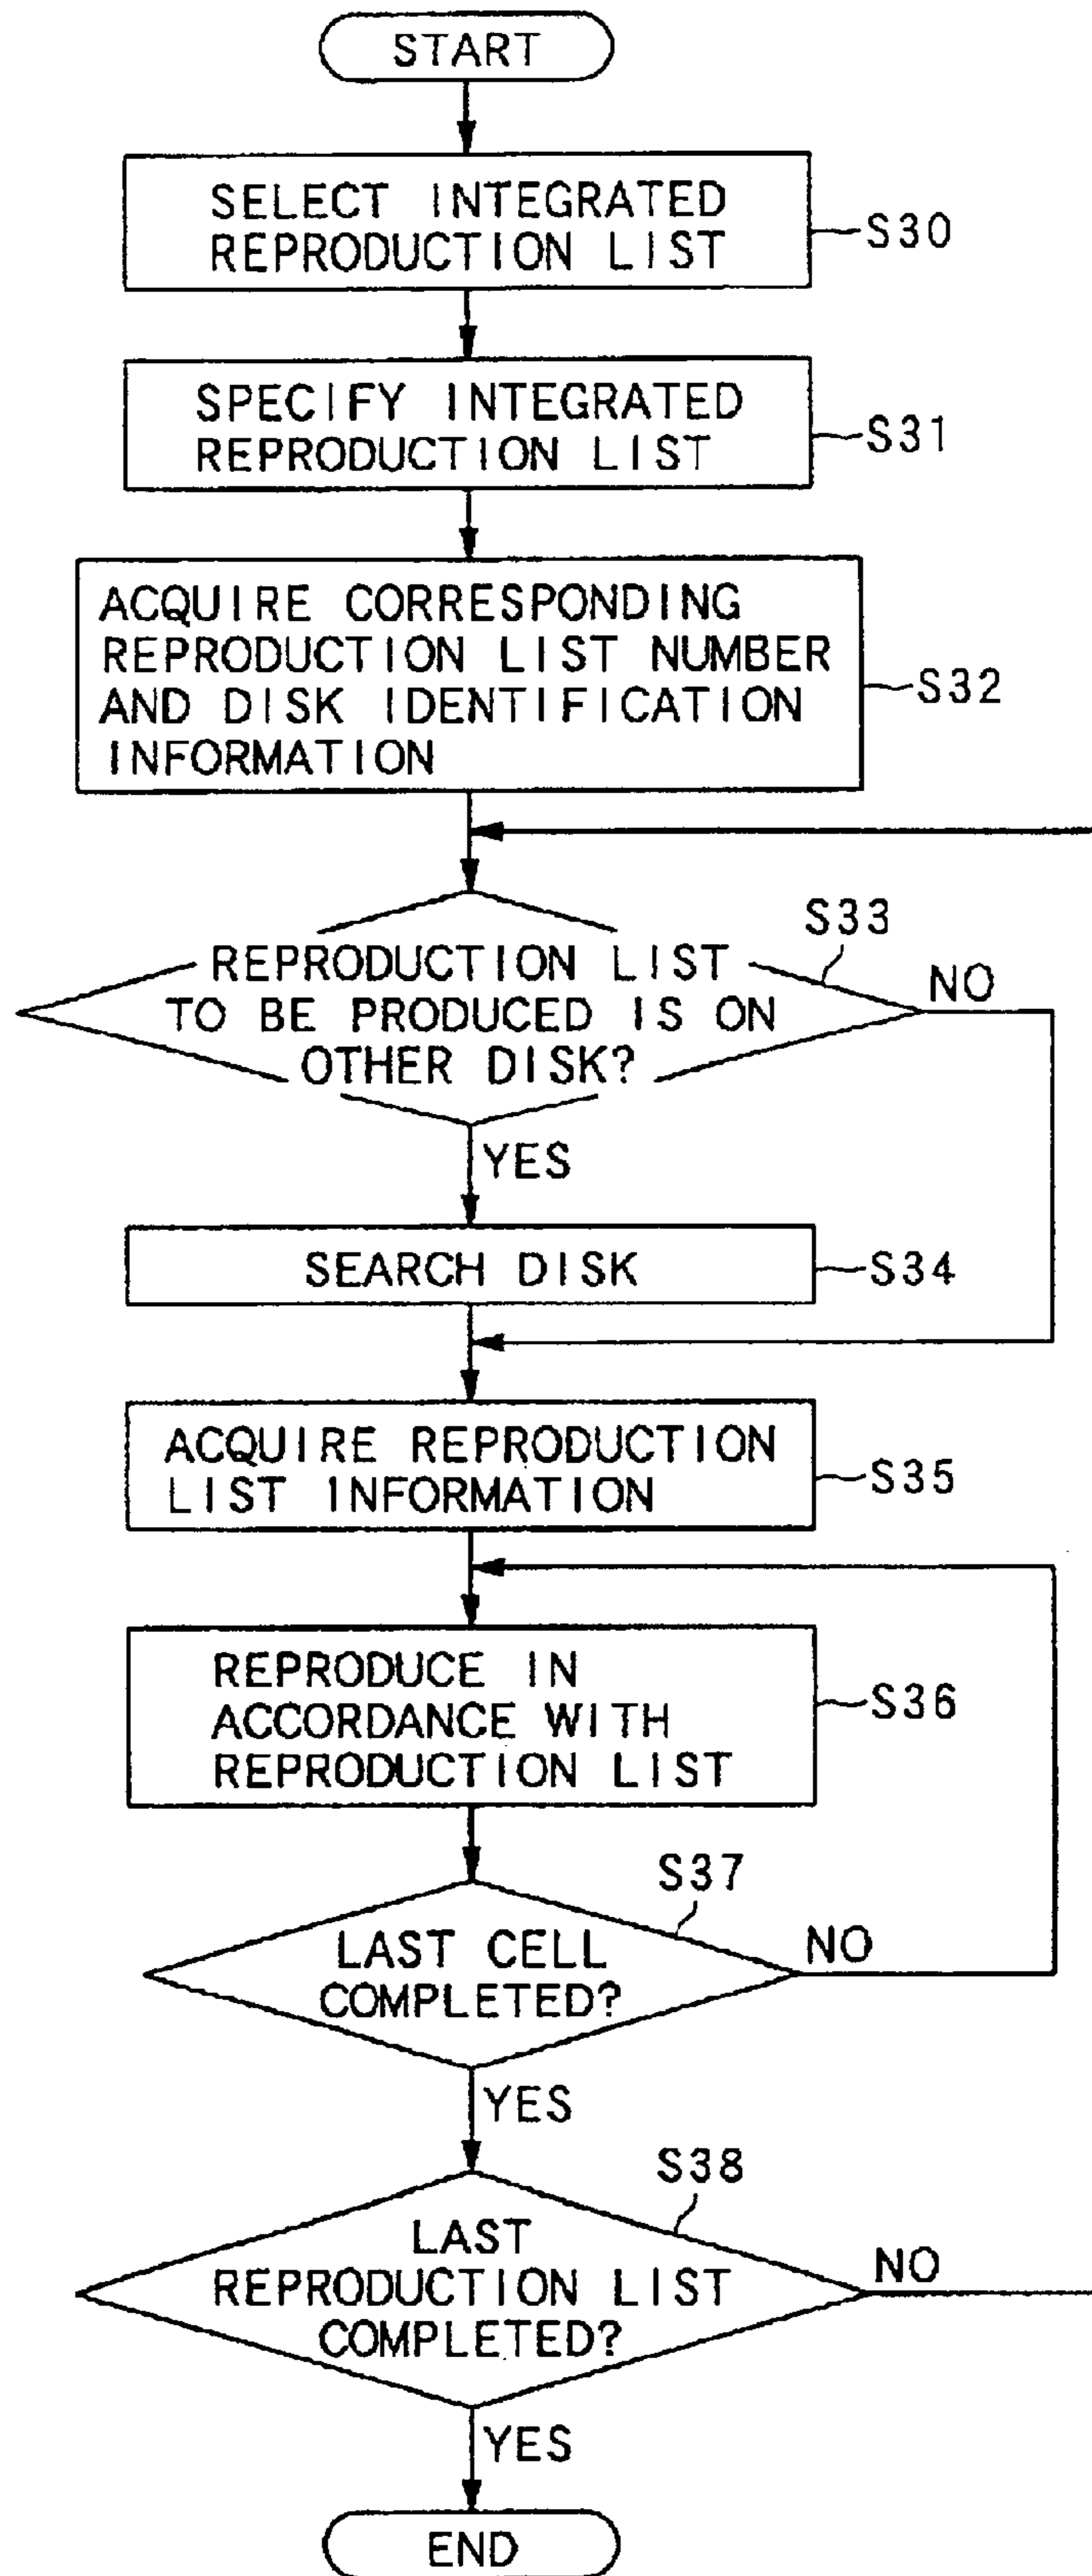 START
SELECT INTEGRATED
REPRODUCTION LIST
S30
SPECIFY INTEGRATED
REPRODUCTION LIST
S31
ACQUIRE CORRESPONDING
REPRODUCTION LIST NUMBER
AND DISK IDENTIFICATION
INFORMATION
S32
S33
REPRODUCTION LIST
TO BE PRODUCED IS ON
OTHER DISK?
NO
YES
SEARCH DISK
S34
ACQUIRE REPRODUCTION
LIST INFORMATION
S35
REPRODUCE IN
ACCORDANCE WITH
REPRODUCTION LIST
S36
S37
LAST CELL
COMPLETED?
NO
YES
S38
LAST
REPRODUCTION LIST
COMPLETED?
NO
YES
END